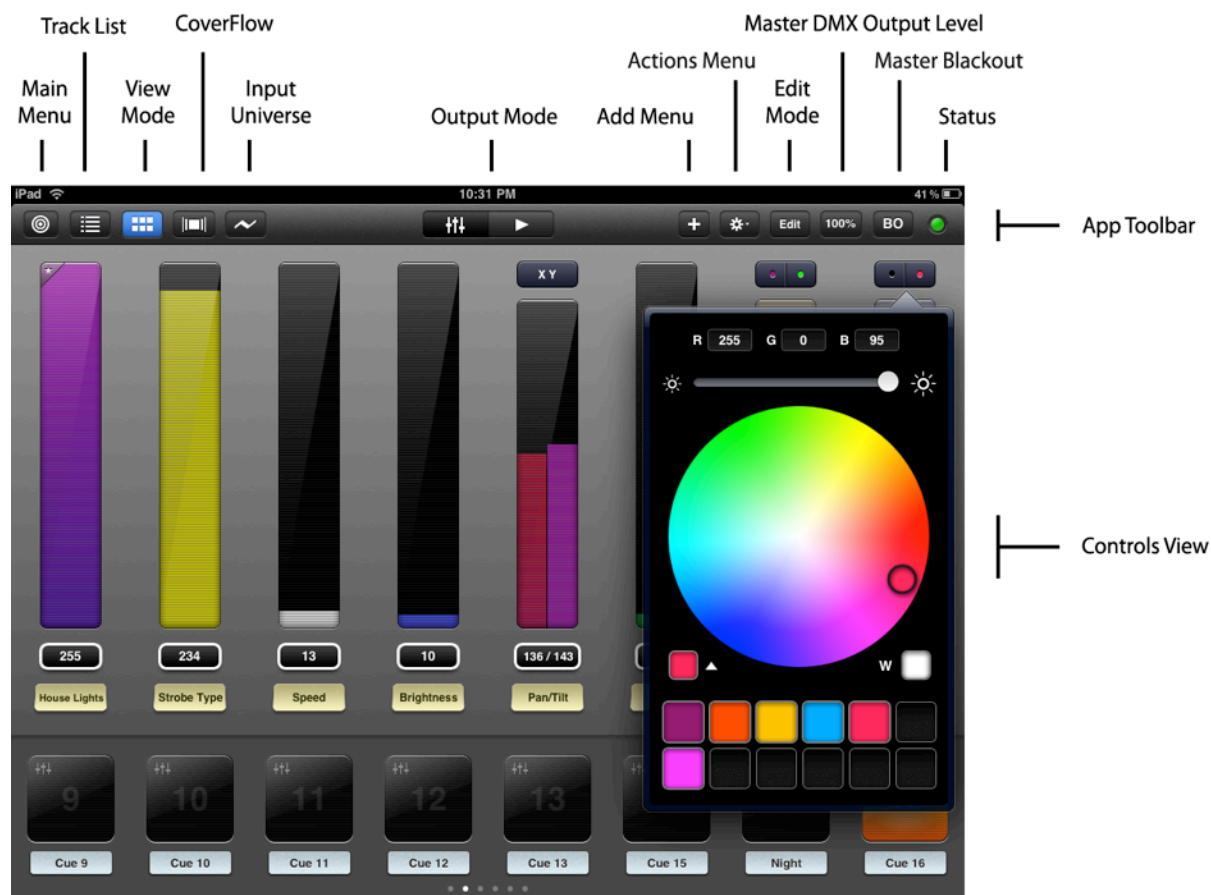 Track List
CoverFlow
Master DMX Output Level
Actions Menu
Master Blackout
Main
Menu
View
Mode
Input
Universe
Output Mode
Add Menu
Edit
Mode
Status
iPad
10:31 PM
41 %
Edit
100%
BO
App Toolbar
X Y
R 255 G 0 B 95
Controls View
255
234
13
10
136 / 143
W
House Lights
Strobe Type
Speed
Brightness
Pan/Tilt
9
10
11
12
13
Cue 9
Cue 10
Cue 11
Cue 12
Cue 13
Cue 15
Night
Cue 16